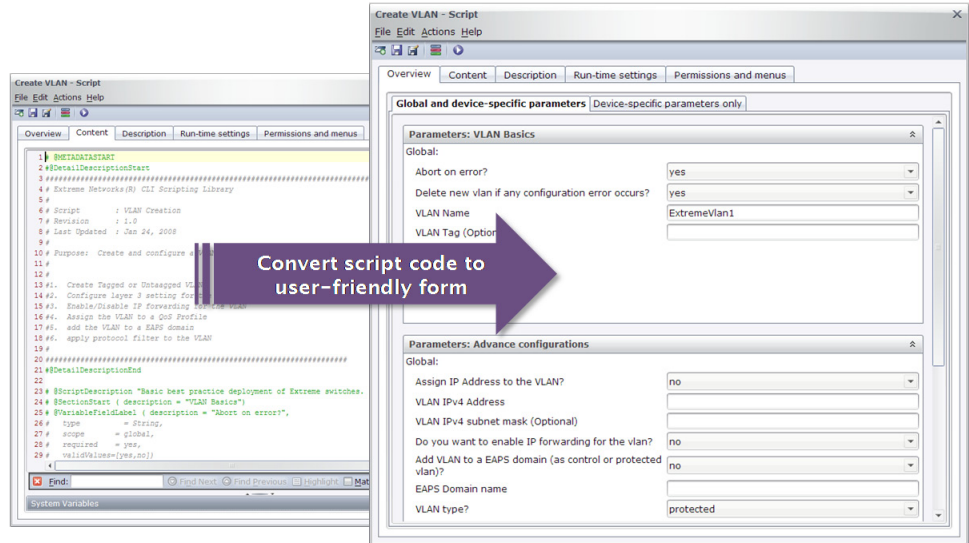 Create VLAN - Script
File Edit Actions Help
Overview Content Description Run-time settings Permissions and menus
1 # @METADATASTART
2 #@DetailDescriptionStart
3 ##############################################################################
4 # Extreme Networks(R) CLI Scripting Library
5 #
6 # Script : VLAN Creation
7 # Revision : 1.0
8 # Last Updated : Jan 24, 2008
9 #
10 # Purpose: Create and configure a
11 #
12 #
13 #1. Create Tagged or Untaagged VL
14 #2. Configure layer 3 setting for
15 #3. Enable/Disable IP forwarding for the VLAN
16 #4. Assign the VLAN to a QoS Profile
17 #5. add the VLAN to a EAPS domain
18 #6. apply protocol filter to the VLAN
19 #
20 ##########################################################
21 #@DetailDescriptionEnd
22
23 # @ScriptDescription "Basic best practice deployment of Extreme switches.
24 # @SectionStart ( description = "VLAN Basics")
25 # @VariableFieldLabel ( description = "Abort on error?",
26 # type = String,
27 # scope = global,
28 # required = yes,
29 # validValues=[yes,no])
Find: Find Next Find Previous Highlight Mat
System Variables
Convert script code to
user-friendly form
Create VLAN - Script
File Edit Actions Help
Overview Content Description Run-time settings Permissions and menus
Global and device-specific parameters Device-specific parameters only
Parameters: VLAN Basics
Global:
Abort on error? yes
Delete new vlan if any configuration error occurs? yes
VLAN Name ExtremeVlan1
VLAN Tag (Option
Parameters: Advance configurations
Global:
Assign IP Address to the VLAN? no
VLAN IPv4 Address
VLAN IPv4 subnet mask (Optional)
Do you want to enable IP forwarding for the vlan? no
Add VLAN to a EAPS domain (as control or protected
vlan)? no
EAPS Domain name
VLAN type? protected